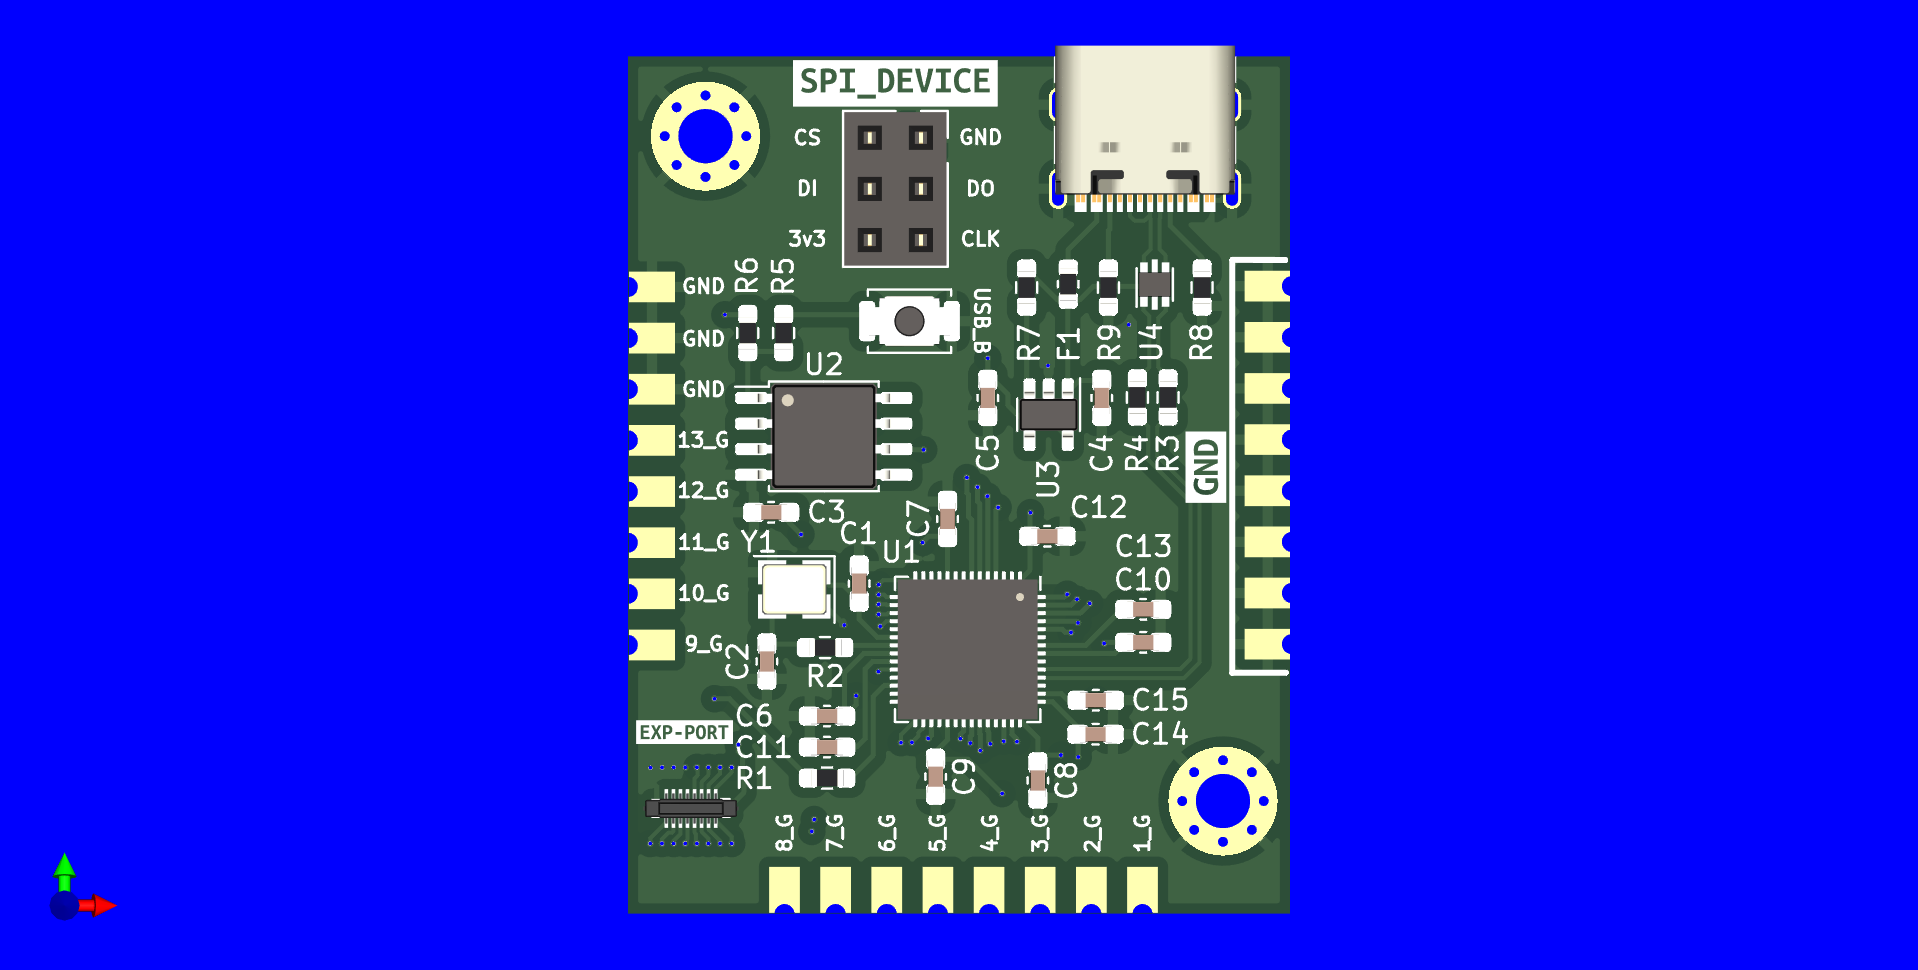 SPI_DEVICE
CS GND
DI DO
3v3 CLK
R6 R5
USB_B
GND
GND
GND
13_G
12_G
11_G
10_G
9_G
R7 F1 R9 U4 R8
U2
C5 U3 C4 R4 R3
GND
C3 C1 C7 C12
Y1 U1 C13
C10
C2 R2
C6 C15
EXP-PORT C11 C14
R1 C9 C8
8_G 7_G 6_G 5_G 4_G 3_G 2_G 1_G